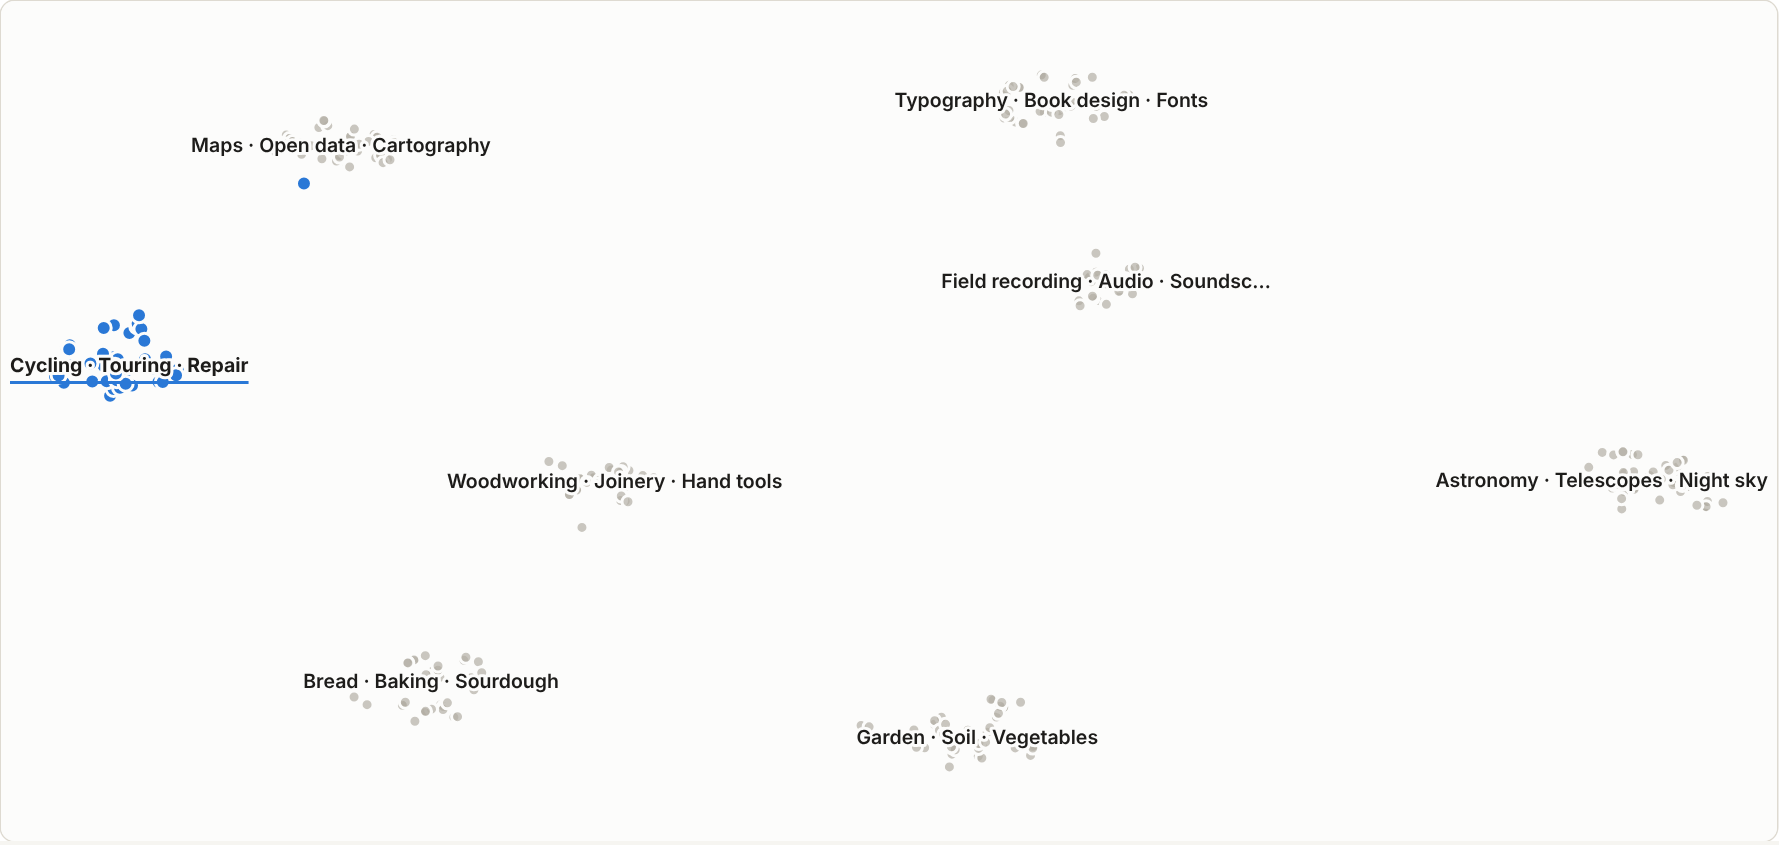 Typography · Book design · Fonts
Maps · Open data · Cartography
Field recording · Audio · Soundsc...
Cycling · Touring · Repair
Woodworking · Joinery · Hand tools
Astronomy · Telescopes · Night sky
Bread · Baking · Sourdough
Garden · Soil · Vegetables